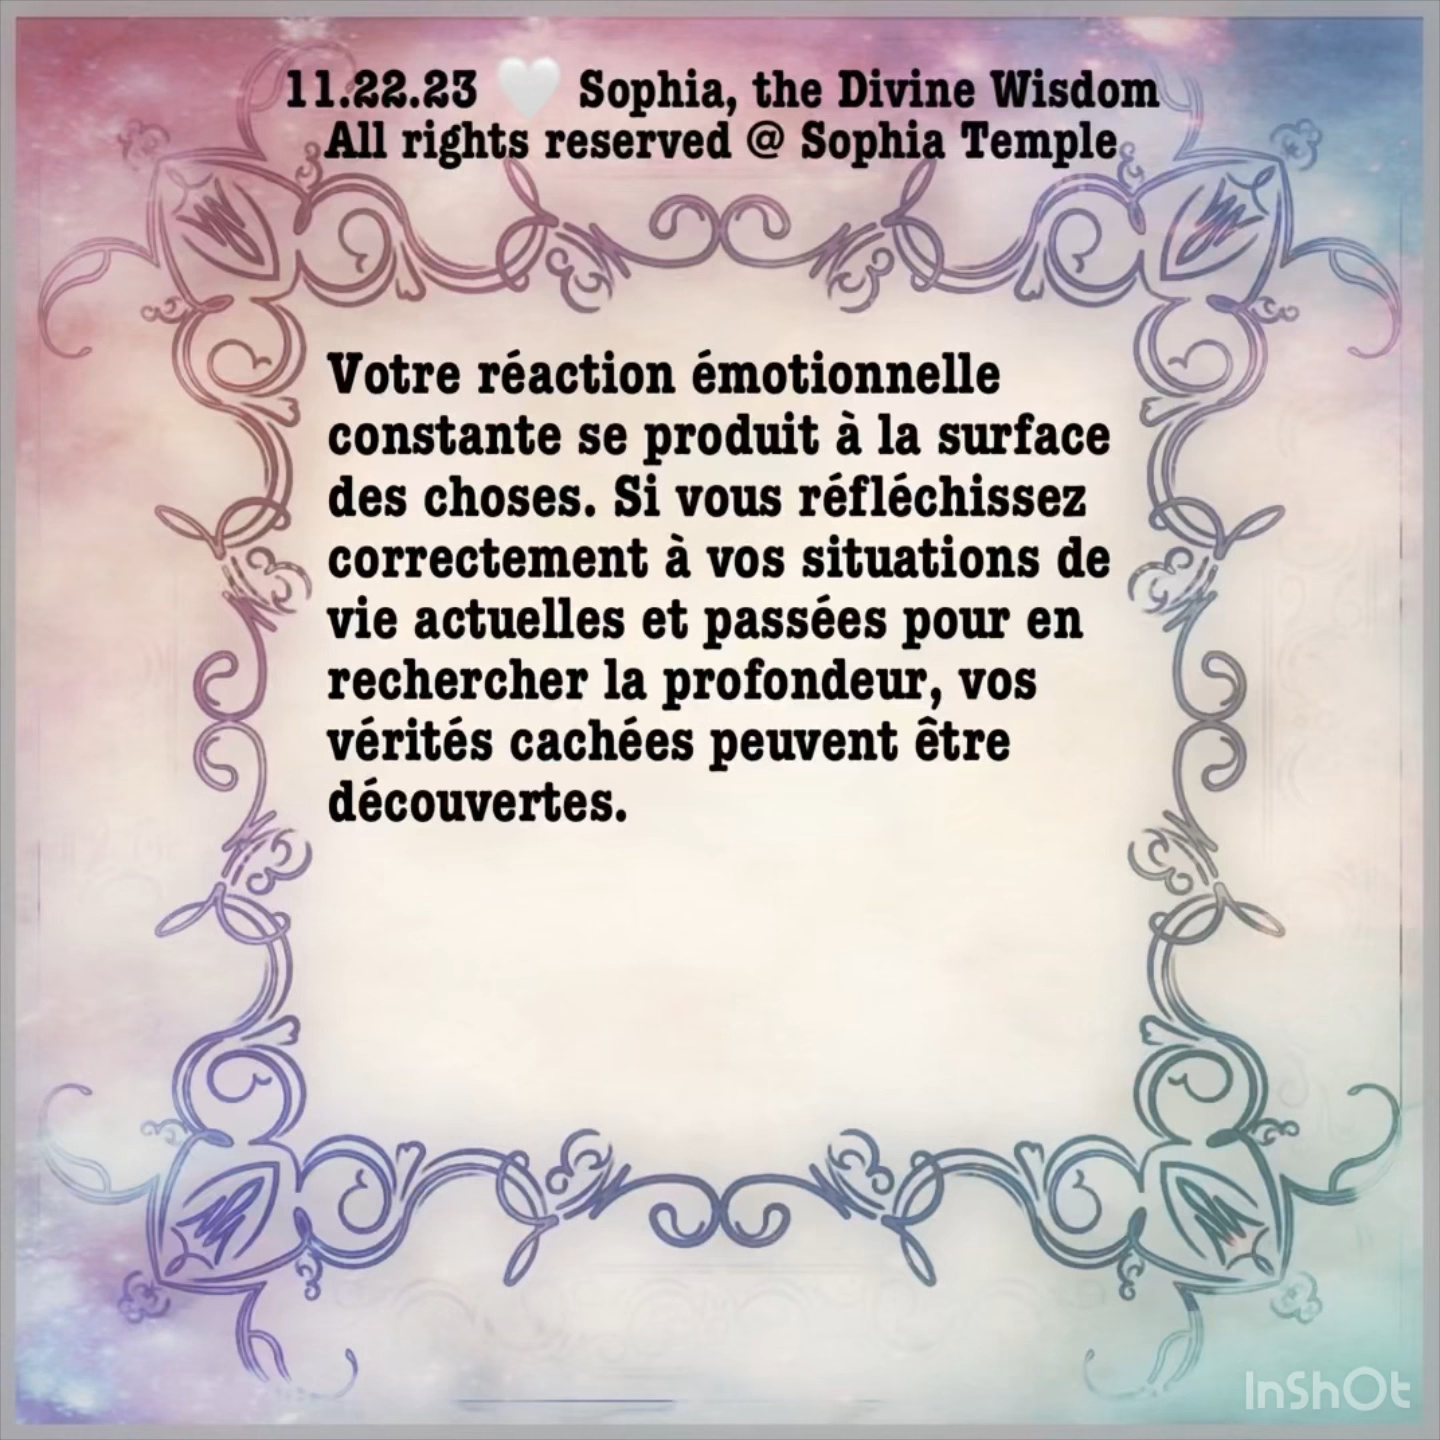 11.22.23 🤍 Sophia, the Divine Wisdom
All rights reserved @ Sophia Temple
Votre réaction émotionnelle
constante se produit à la surface
des choses. Si vous réfléchissez
correctement à vos situations de
vie actuelles et passées pour en
rechercher la profondeur, vos
vérités cachées peuvent être
découvertes.
InShOt